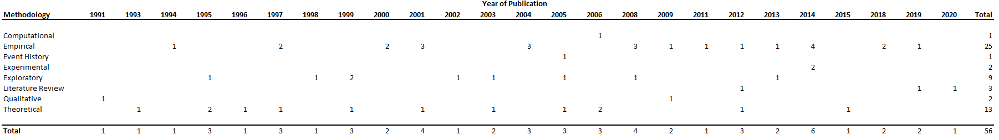 Year of Publication
Methodology 1991 1993 1994 1995 1996 1997 1998 1999 2000 2001 2002 2003 2004 2005 2006 2008 2009 2011 2012 2013 2014 2015 2018 2019 2020 Total
Computational 1 1
Empirical 1 2 2 3 3 3 1 1 1 1 4 2 1 25
Event History 1 1
Experimental 2 2
Exploratory 1 1 2 1 1 1 1 1 9
Literature Review 1 1 1 3
Qualitative 1 1 2
Theoretical 1 2 1 1 1 1 1 1 2 1 1 13
Total 1 1 1 3 1 3 1 3 2 4 1 2 3 3 3 4 2 1 3 2 6 1 2 2 1 56